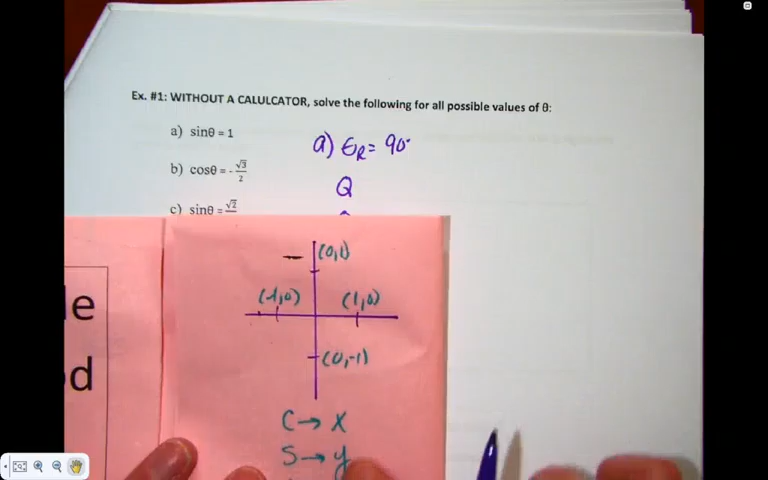 Ex. #1: WITHOUT A CALULCATOR, solve the following for all possible values of θ:
a) sinθ = 1
a) ΘR = 90°
b) cosθ = -√3/2
Q
c) sinθ = √2
(0,1)
(-1,0) (1,0)
(0,-1)
e
d
C → X
S → y